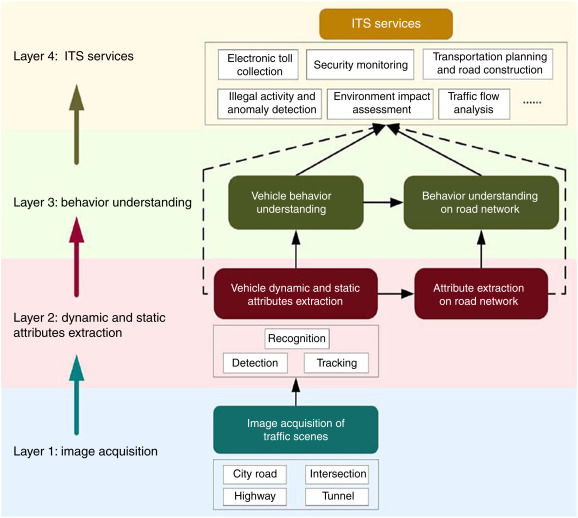 ITS services
Layer 4: ITS services
Electronic toll
collection
Security monitoring
Transportation planning
and road construction
Illegal activity and
anomaly detection
Environment impact
assessment
Traffic flow
analysis
......
Layer 3: behavior understanding
Vehicle behavior
understanding
Behavior understanding
on road network
Layer 2: dynamic and static
attributes extraction
Vehicle dynamic and static
attributes extraction
Attribute extraction
on road network
Recognition
Detection
Tracking
Layer 1: image acquisition
Image acquisition of
traffic scenes
City road
Intersection
Highway
Tunnel